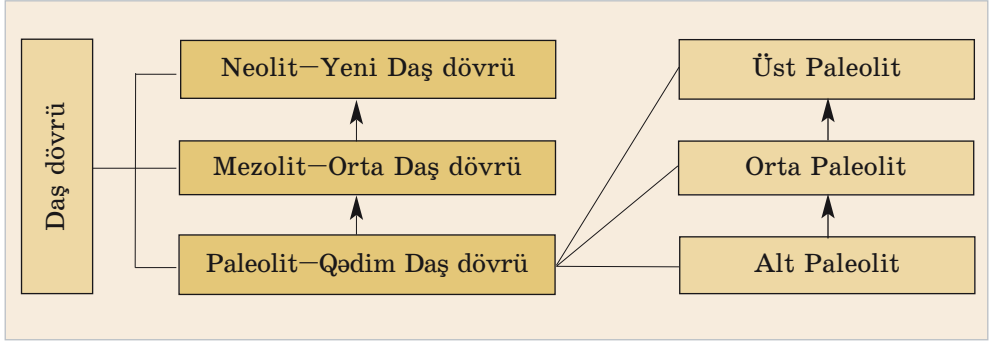 Daş dövrü
Neolit—Yeni Daş dövrü
Mezolit—Orta Daş dövrü
Paleolit—Qədim Daş dövrü
Üst Paleolit
Orta Paleolit
Alt Paleolit